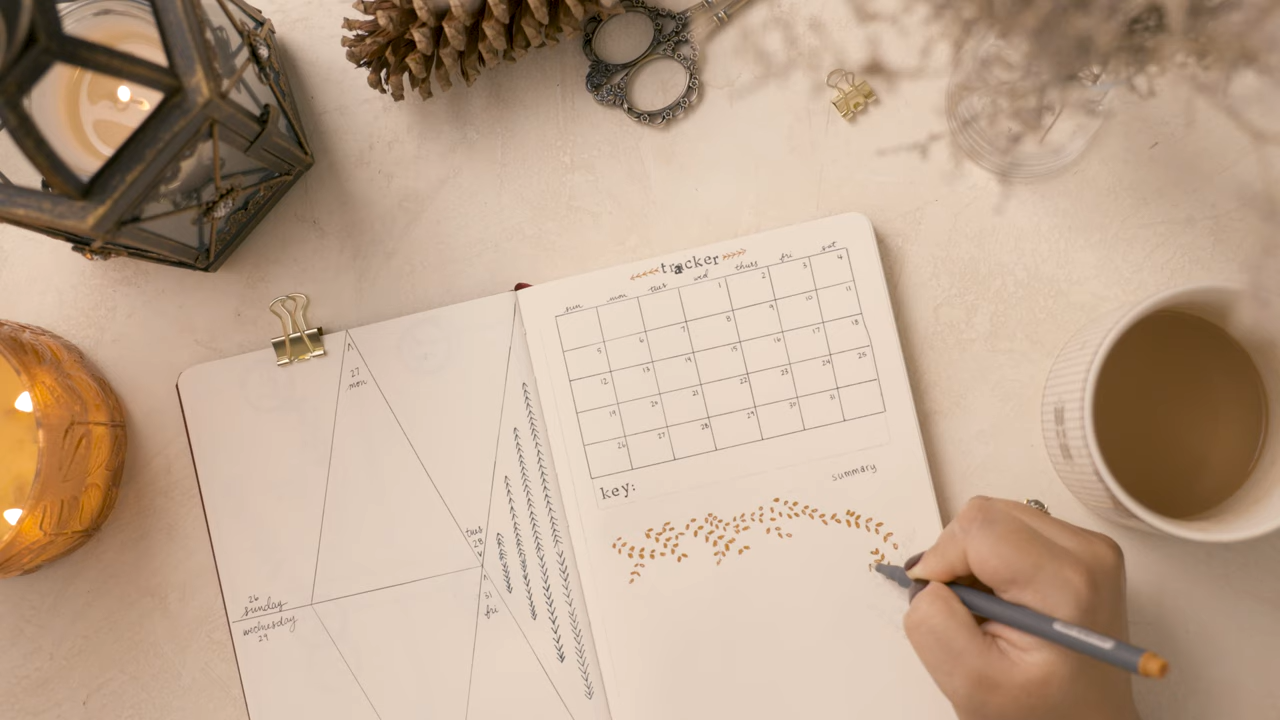 27
mon
tues
28
26
sunday
wednesday
29
31
fri
tracker
sun mon tues wed thurs fri sat
1 2 3 4
5 6 7 8 9 10 11
12 13 14 15 16 17 18
19 20 21 22 23 24 25
26 27 28 29 30 31
key:
summary